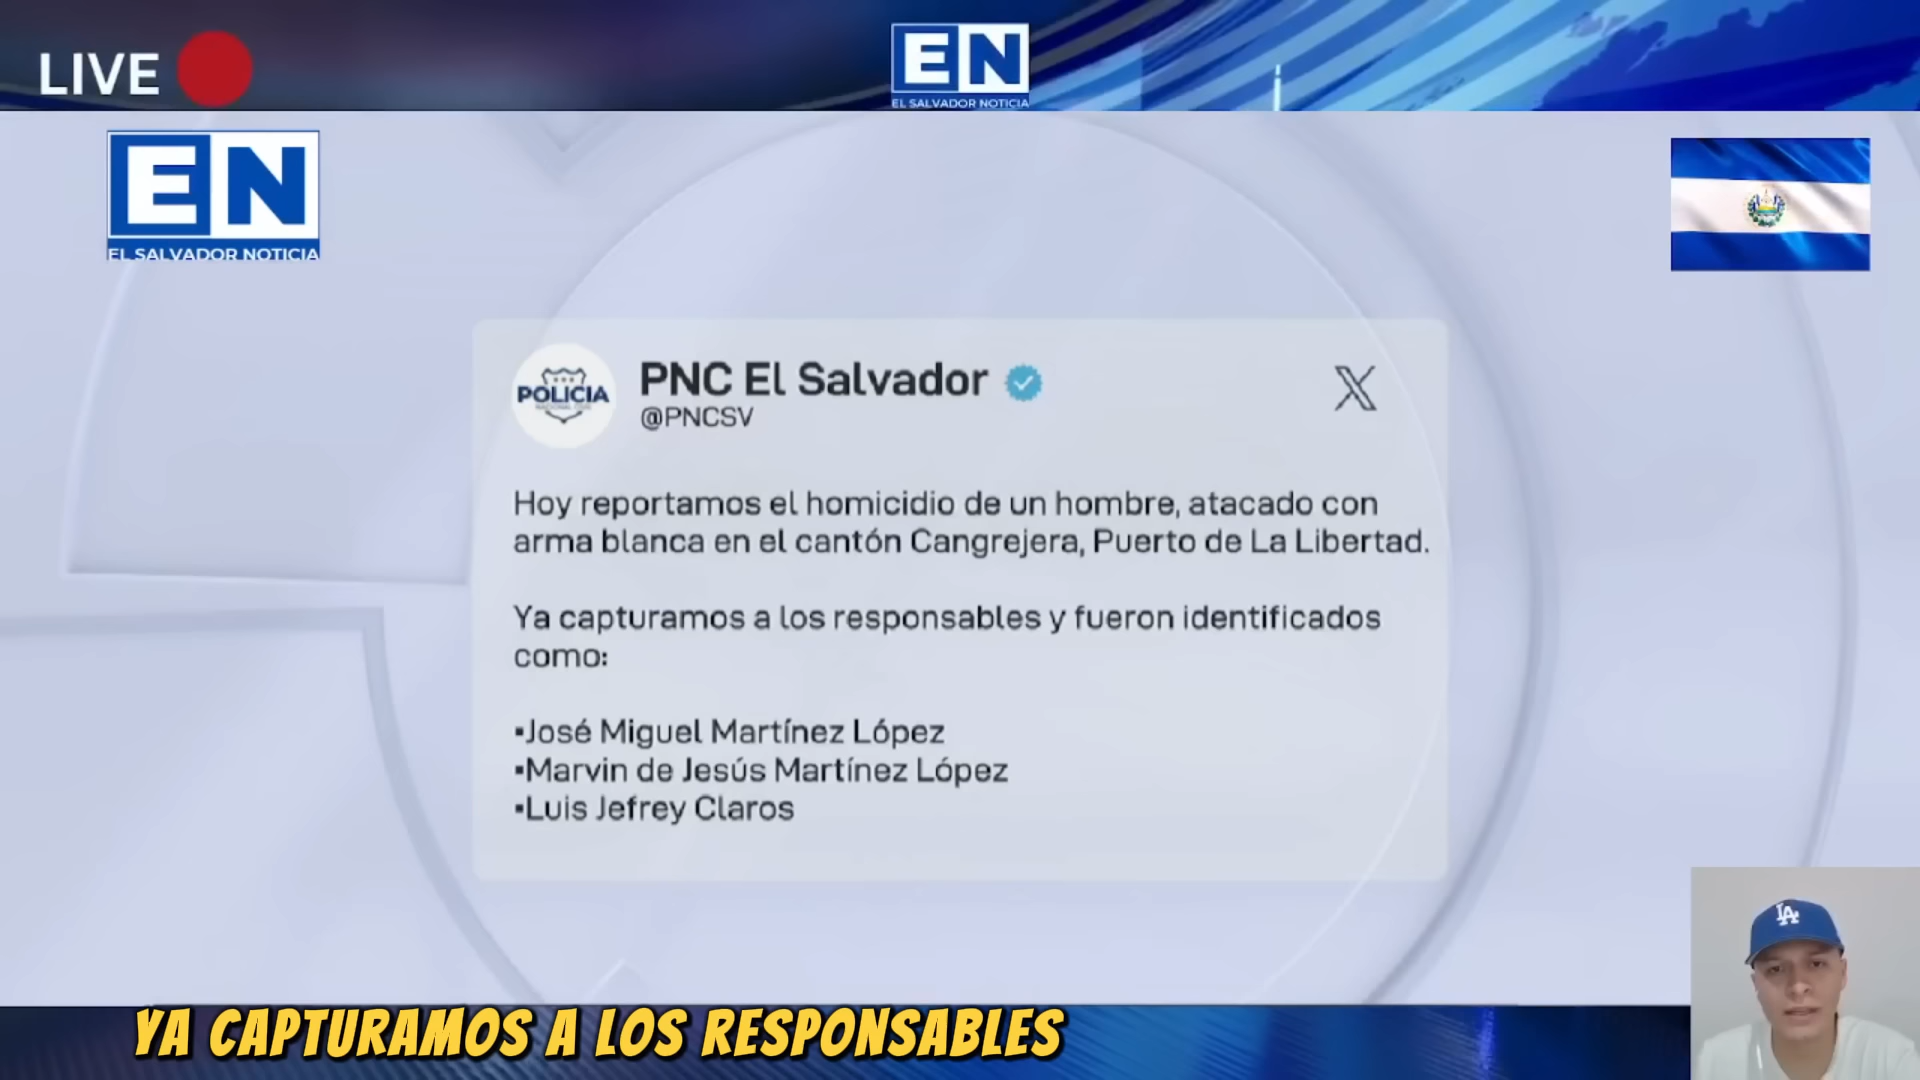 LIVE
EN
EL SALVADOR NOTICIA
EN
EL SALVADOR NOTICIA
POLICIA
PNC El Salvador
@PNCSV
Hoy reportamos el homicidio de un hombre, atacado con
arma blanca en el cantón Cangrejera, Puerto de La Libertad.
Ya capturamos a los responsables y fueron identificados
como:
▪José Miguel Martínez López
▪Marvin de Jesús Martínez López
▪Luis Jefrey Claros
LA
YA CAPTURAMOS A LOS RESPONSABLES